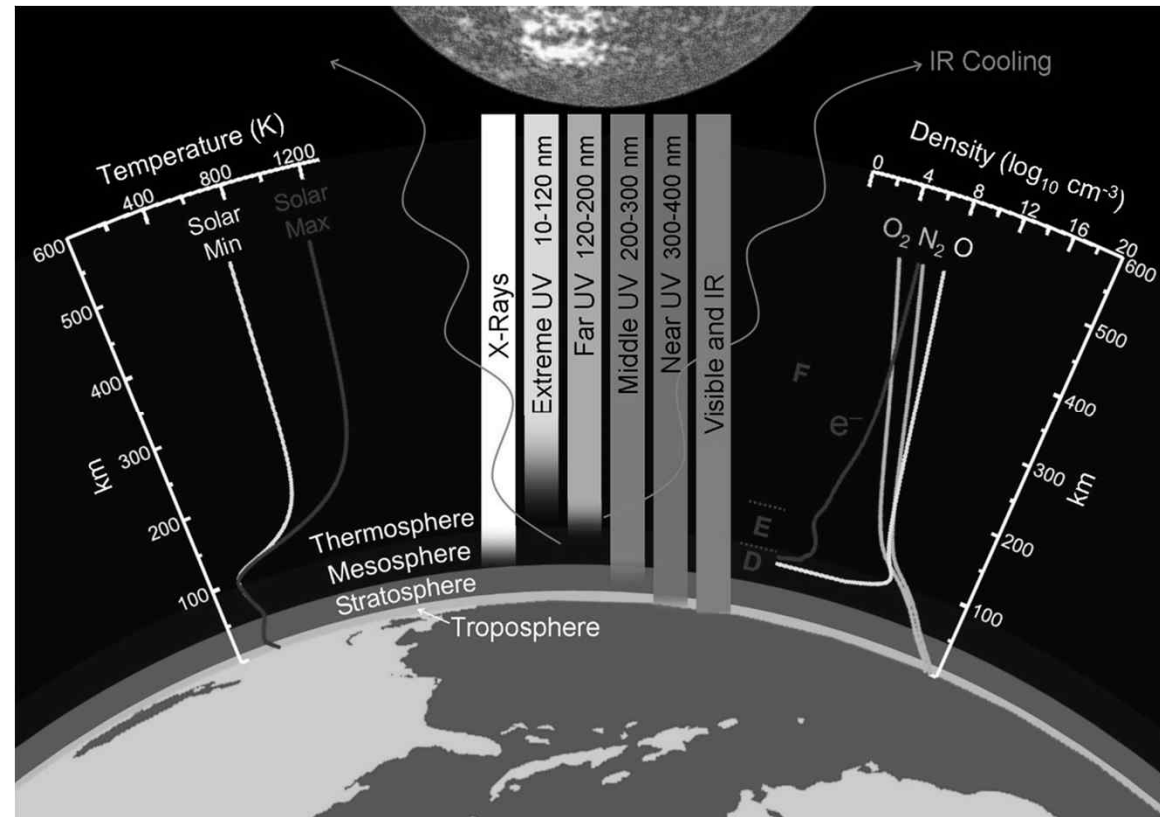 IR Cooling
Temperature (K)
400
800
1200
Solar
Min
Solar
Max
600
500
400
300
200
100
km
X-Rays
Extreme UV 10-120 nm
Far UV 120-200 nm
Middle UV 200-300 nm
Near UV 300-400 nm
Visible and IR
Density (log₁₀ cm⁻³)
0
4
8
12
16
20
O₂ N₂ O
600
500
400
300
200
100
km
F
e⁻
E
D
Thermosphere
Mesosphere
Stratosphere
Troposphere